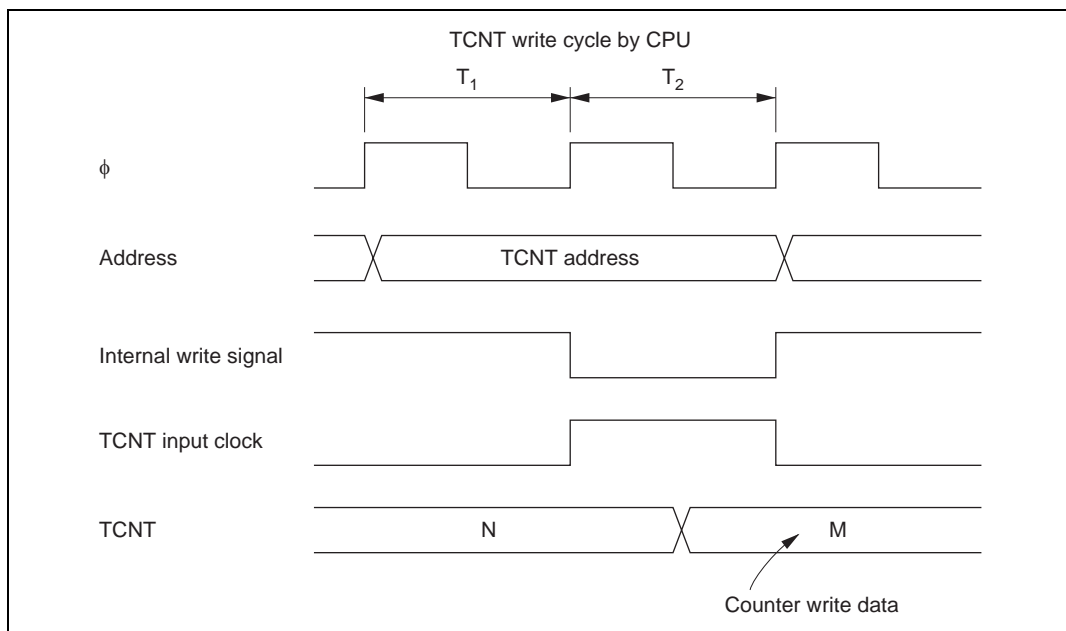 TCNT write cycle by CPU
T1 T2
ϕ
Address TCNT address
Internal write signal
TCNT input clock
TCNT N M
Counter write data